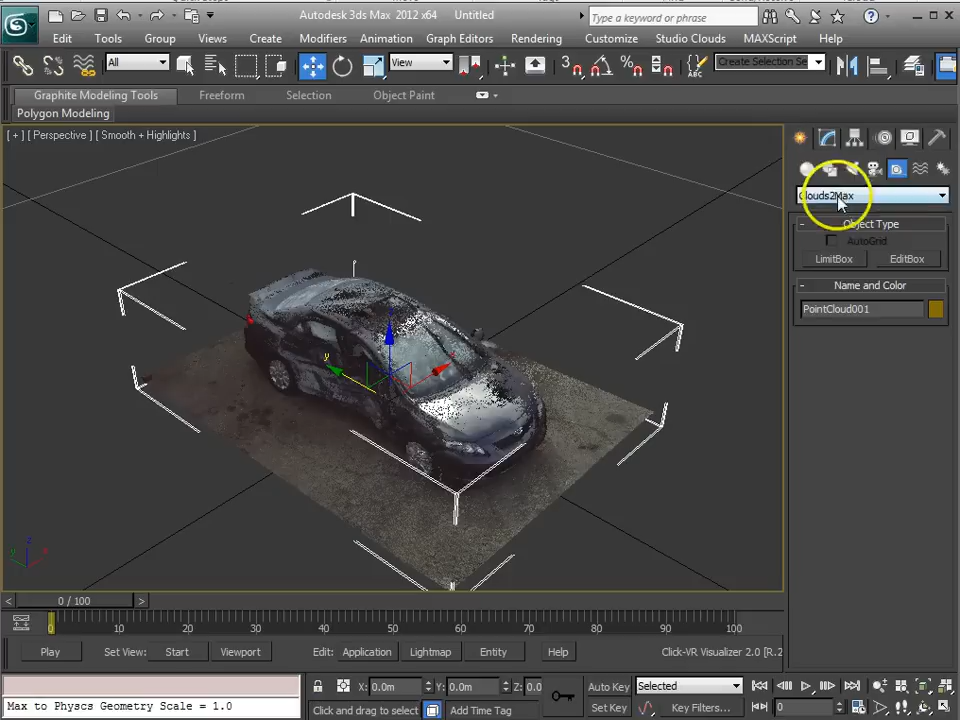 Autodesk 3ds Max 2012 x64 Untitled
Type a keyword or phrase
Edit Tools Group Views Create Modifiers Animation Graph Editors Rendering Customize Studio Clouds MAXScript Help
All View 3 Create Selection Se
Graphite Modeling Tools Freeform Selection Object Paint
Polygon Modeling
[ + ] [ Perspective ] [ Smooth + Highlights ]
Clouds2Max
- Object Type
AutoGrid
LimitBox EditBox
- Name and Color
PointCloud001
z
y x
z
y x
< 0 / 100 >
0 10 20 30 40 50 60 70 80 90 100
Play Set View: Start Viewport Edit: Application Lightmap Entity Help Click-VR Visualizer 2.0 [R.2
X: 0.0m Y: 0.0m Z: 0.0 Auto Key Selected
Max to Physcs Geometry Scale = 1.0
Click and drag to select Add Time Tag Set Key Key Filters... 0